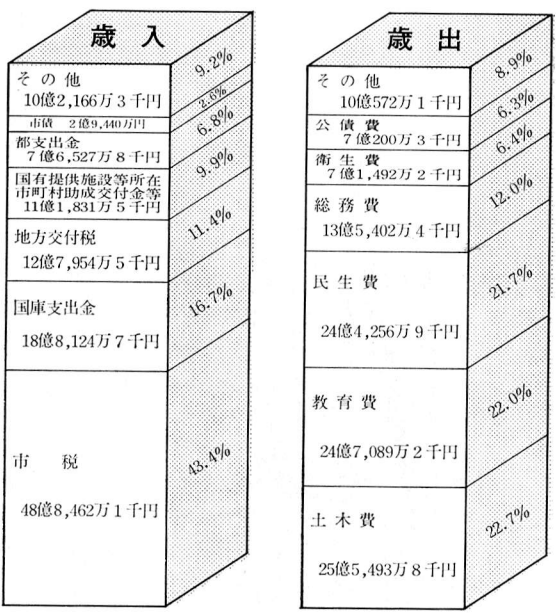 歳入
その他
10億2,166万3千円
9.2%
市債 2億9,440万円
2.6%
都支出金
7億6,527万8千円
6.8%
国有提供施設等所在
市町村助成交付金等
11億1,831万5千円
9.9%
地方交付税
12億7,954万5千円
11.4%
国庫支出金
18億8,124万7千円
16.7%
市税
48億8,462万1千円
43.4%
歳出
その他
10億572万1千円
8.9%
公債費
7億200万3千円
6.3%
衛生費
7億1,492万2千円
6.4%
総務費
13億5,402万4千円
12.0%
民生費
24億4,256万9千円
21.7%
教育費
24億7,089万2千円
22.0%
土木費
25億5,493万8千円
22.7%